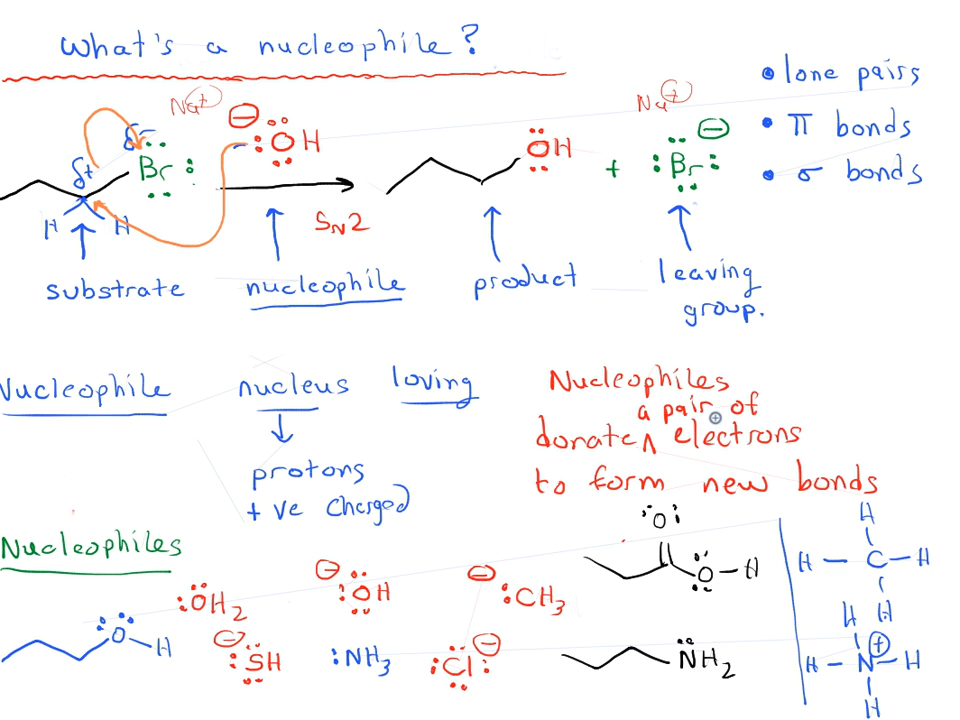 What's a nucleophile?
• lone pairs
• π bonds
• σ bonds
Na+
Na+
δ+ δ- :Br: ⊖ :OH
OH + :Br: ⊖
H H
SN2
substrate nucleophile product leaving
group.
Nucleophile nucleus loving
protons
+ve charged
Nucleophiles
a pair of
donate ^ electrons
to form new bonds
Nucleophiles
O
O-H
:OH2
⊖ :OH
⊖ :CH3
O-H
⊖ :SH
:NH3
:Cl: ⊖
NH2
H
H-C-H
H
H
H-N-H
⊕
H